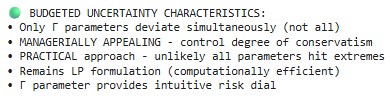 🟢 BUDGETED UNCERTAINTY CHARACTERISTICS:
• Only Γ parameters deviate simultaneously (not all)
• MANAGERIALLY APPEALING - control degree of conservatism
• PRACTICAL approach - unlikely all parameters hit extremes
• Remains LP formulation (computationally efficient)
• Γ parameter provides intuitive risk dial